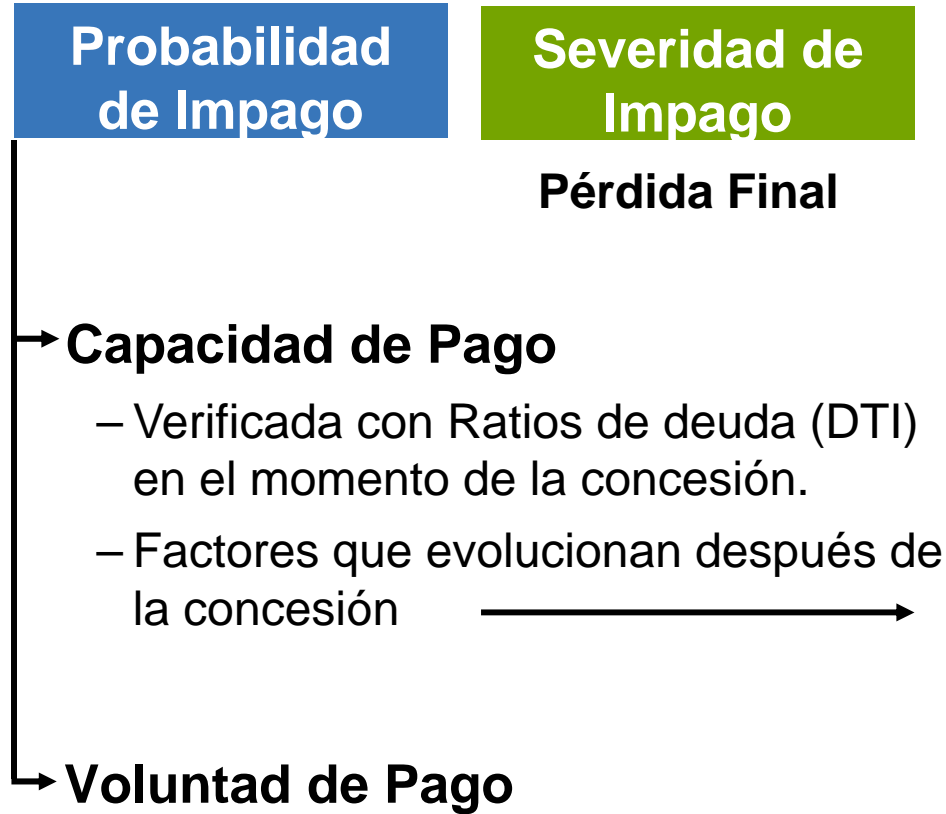 Probabilidad
de Impago
Severidad de
Impago
Pérdida Final
Capacidad de Pago
– Verificada con Ratios de deuda (DTI)
en el momento de la concesión.
– Factores que evolucionan después de
la concesión
Voluntad de Pago